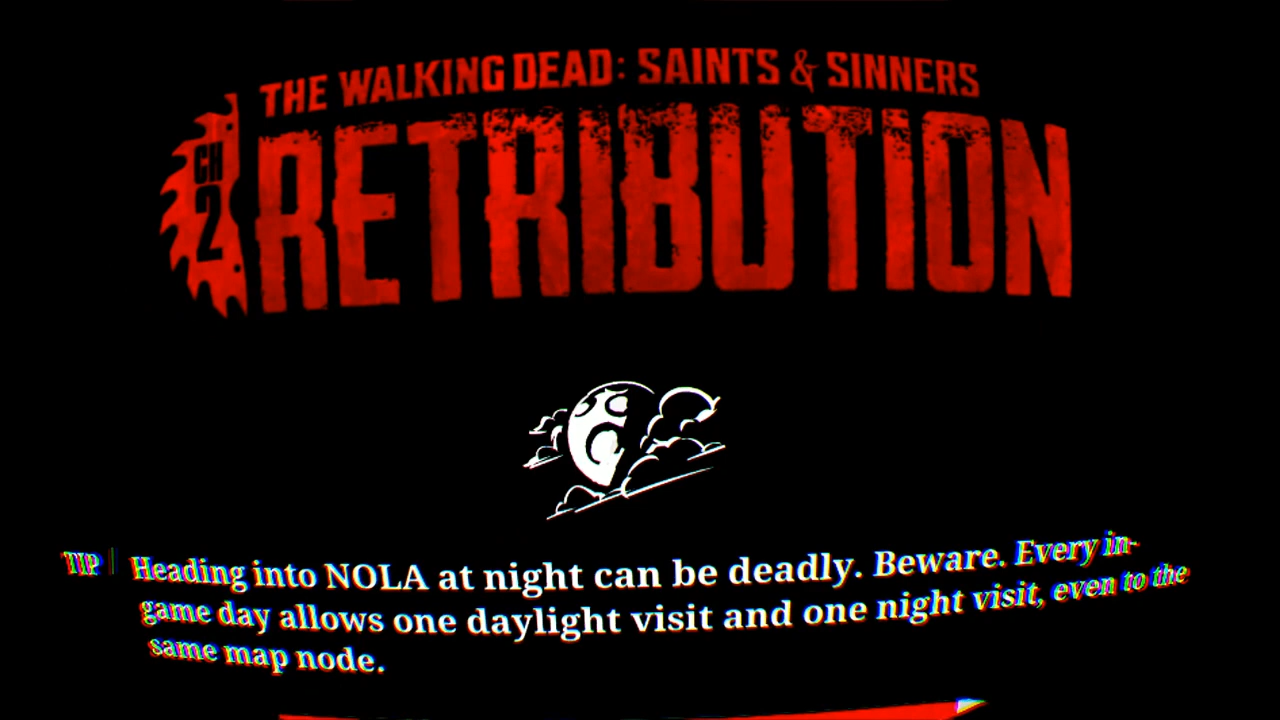 THE WALKING DEAD: SAINTS & SINNERS
CH
2
RETRIBUTION
TIP | Heading into NOLA at night can be deadly. Beware. Every in-
game day allows one daylight visit and one night visit, even to the
same map node.